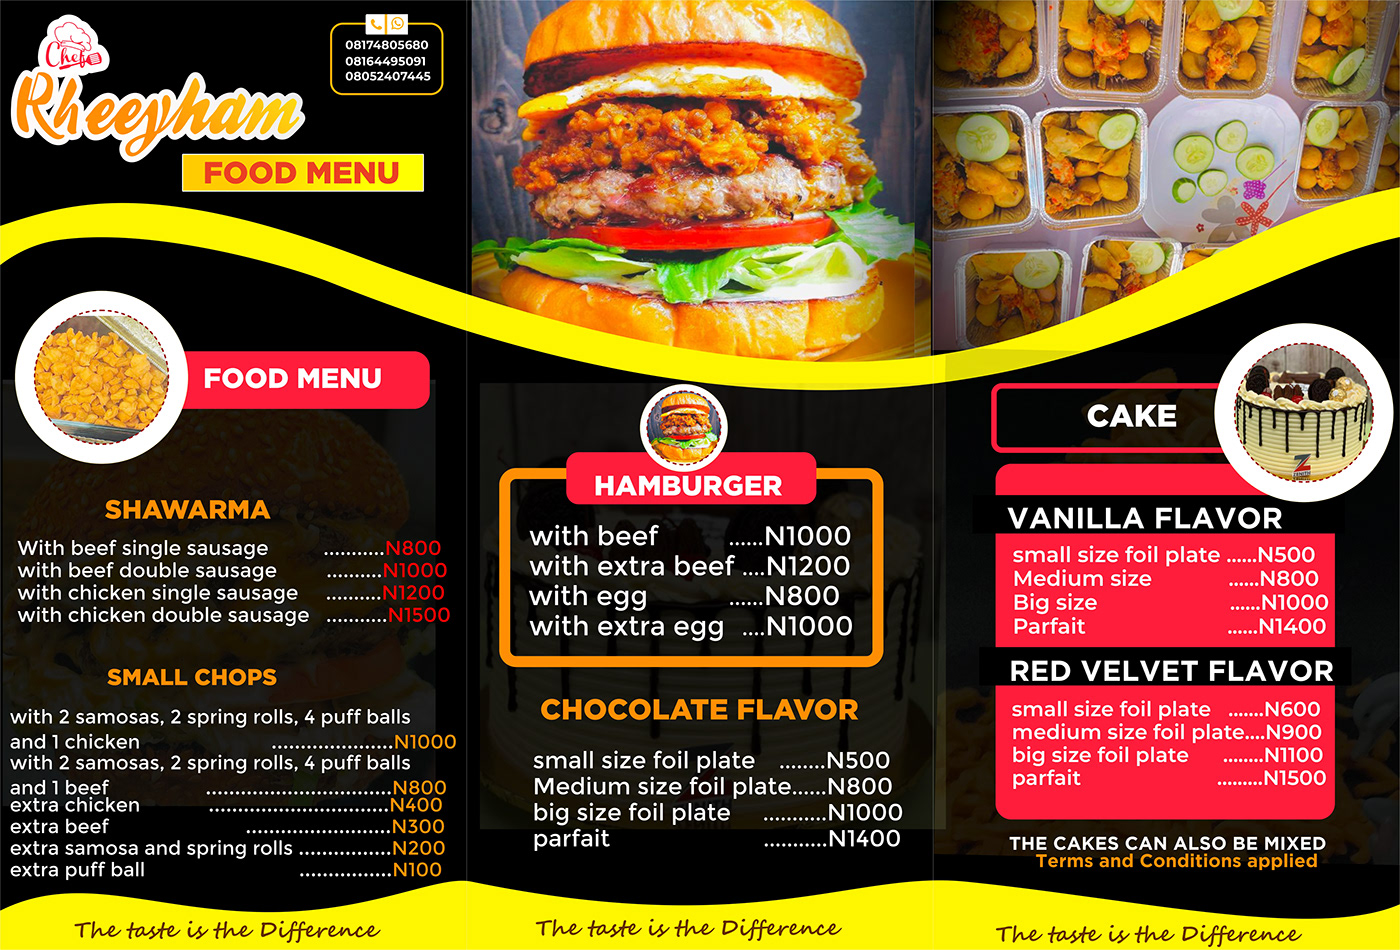 Chef
Rheeyham
FOOD MENU
08174805680
08164495091
08052407445
FOOD MENU
SHAWARMA
With beef single sausage ...........N800
with beef double sausage ..........N1000
with chicken single sausage ..........N1200
with chicken double sausage ...........N1500
SMALL CHOPS
with 2 samosas, 2 spring rolls, 4 puff balls
and 1 chicken ......................N1000
with 2 samosas, 2 spring rolls, 4 puff balls
and 1 beef ..................................N800
extra chicken .................................N400
extra beef ..........................N300
extra samosa and spring rolls .................N200
extra puff ball .................N100
The taste is the Difference
HAMBURGER
with beef ......N1000
with extra beef ....N1200
with egg ......N800
with extra egg ....N1000
CHOCOLATE FLAVOR
small size foil plate ........N500
Medium size foil plate......N800
big size foil plate ...........N1000
parfait ...........N1400
The taste is the Difference
CAKE
ZENITH
VANILLA FLAVOR
small size foil plate ......N500
Medium size ......N800
Big size ......N1000
Parfait ......N1400
RED VELVET FLAVOR
small size foil plate .......N600
medium size foil plate....N900
big size foil plate ........N1100
parfait .........N1500
THE CAKES CAN ALSO BE MIXED
Terms and Conditions applied
The taste is the Difference